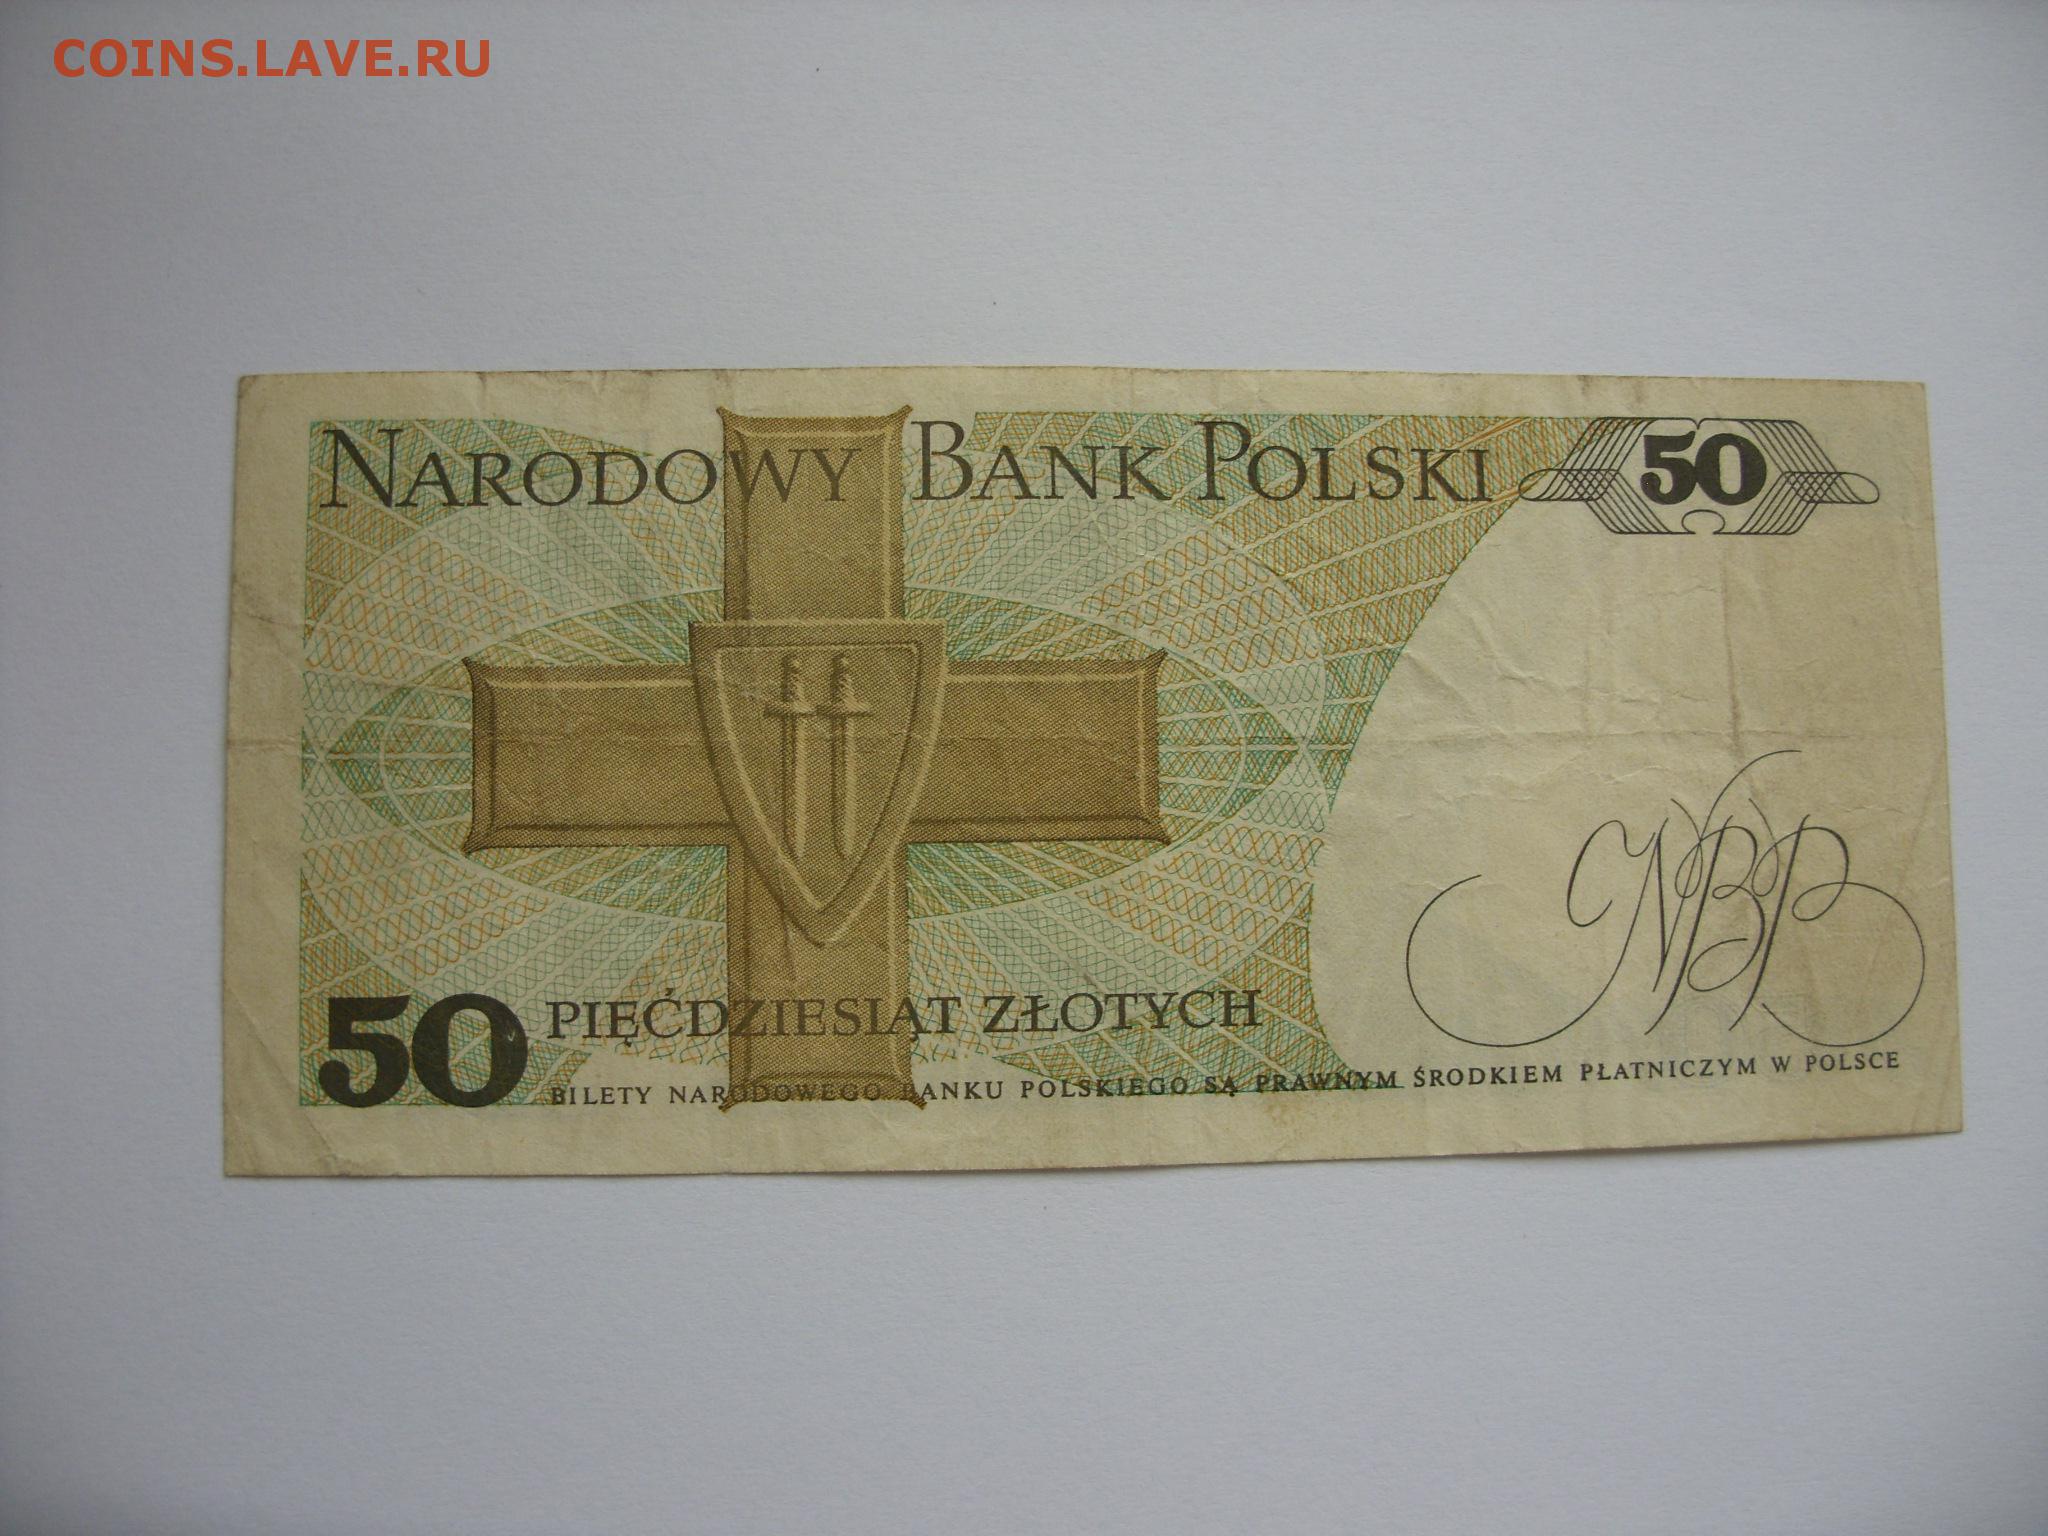 COINS.LAVE.RU
NARODOWY BANK POLSKI 50
NBP
50 PIĘĆDZIESIĄT ZŁOTYCH
BILETY NARODOWEGO BANKU POLSKIEGO SĄ PRAWNYM ŚRODKIEM PŁATNICZYM W POLSCE